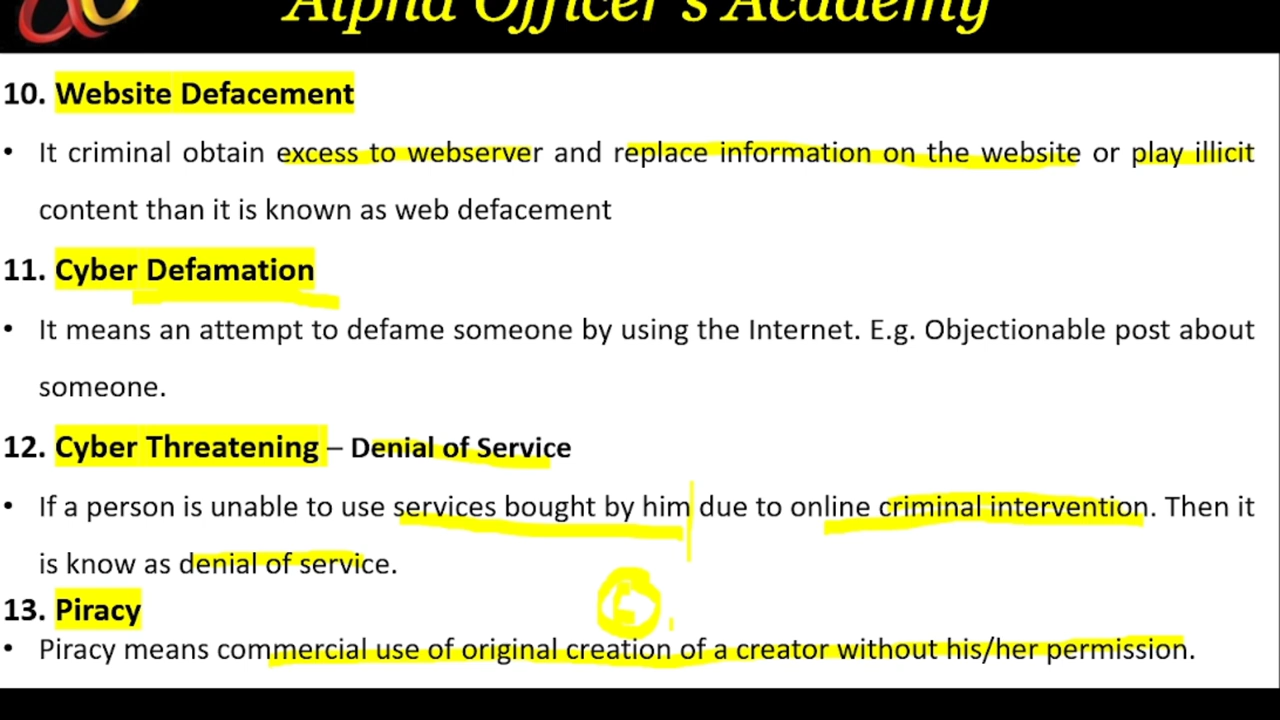 Alpha Officer's Academy
10. Website Defacement
• It criminal obtain excess to webserver and replace information on the website or play illicit
content than it is known as web defacement
11. Cyber Defamation
• It means an attempt to defame someone by using the Internet. E.g. Objectionable post about
someone.
12. Cyber Threatening – Denial of Service
• If a person is unable to use services bought by him due to online criminal intervention. Then it
is know as denial of service.
13. Piracy
• Piracy means commercial use of original creation of a creator without his/her permission.